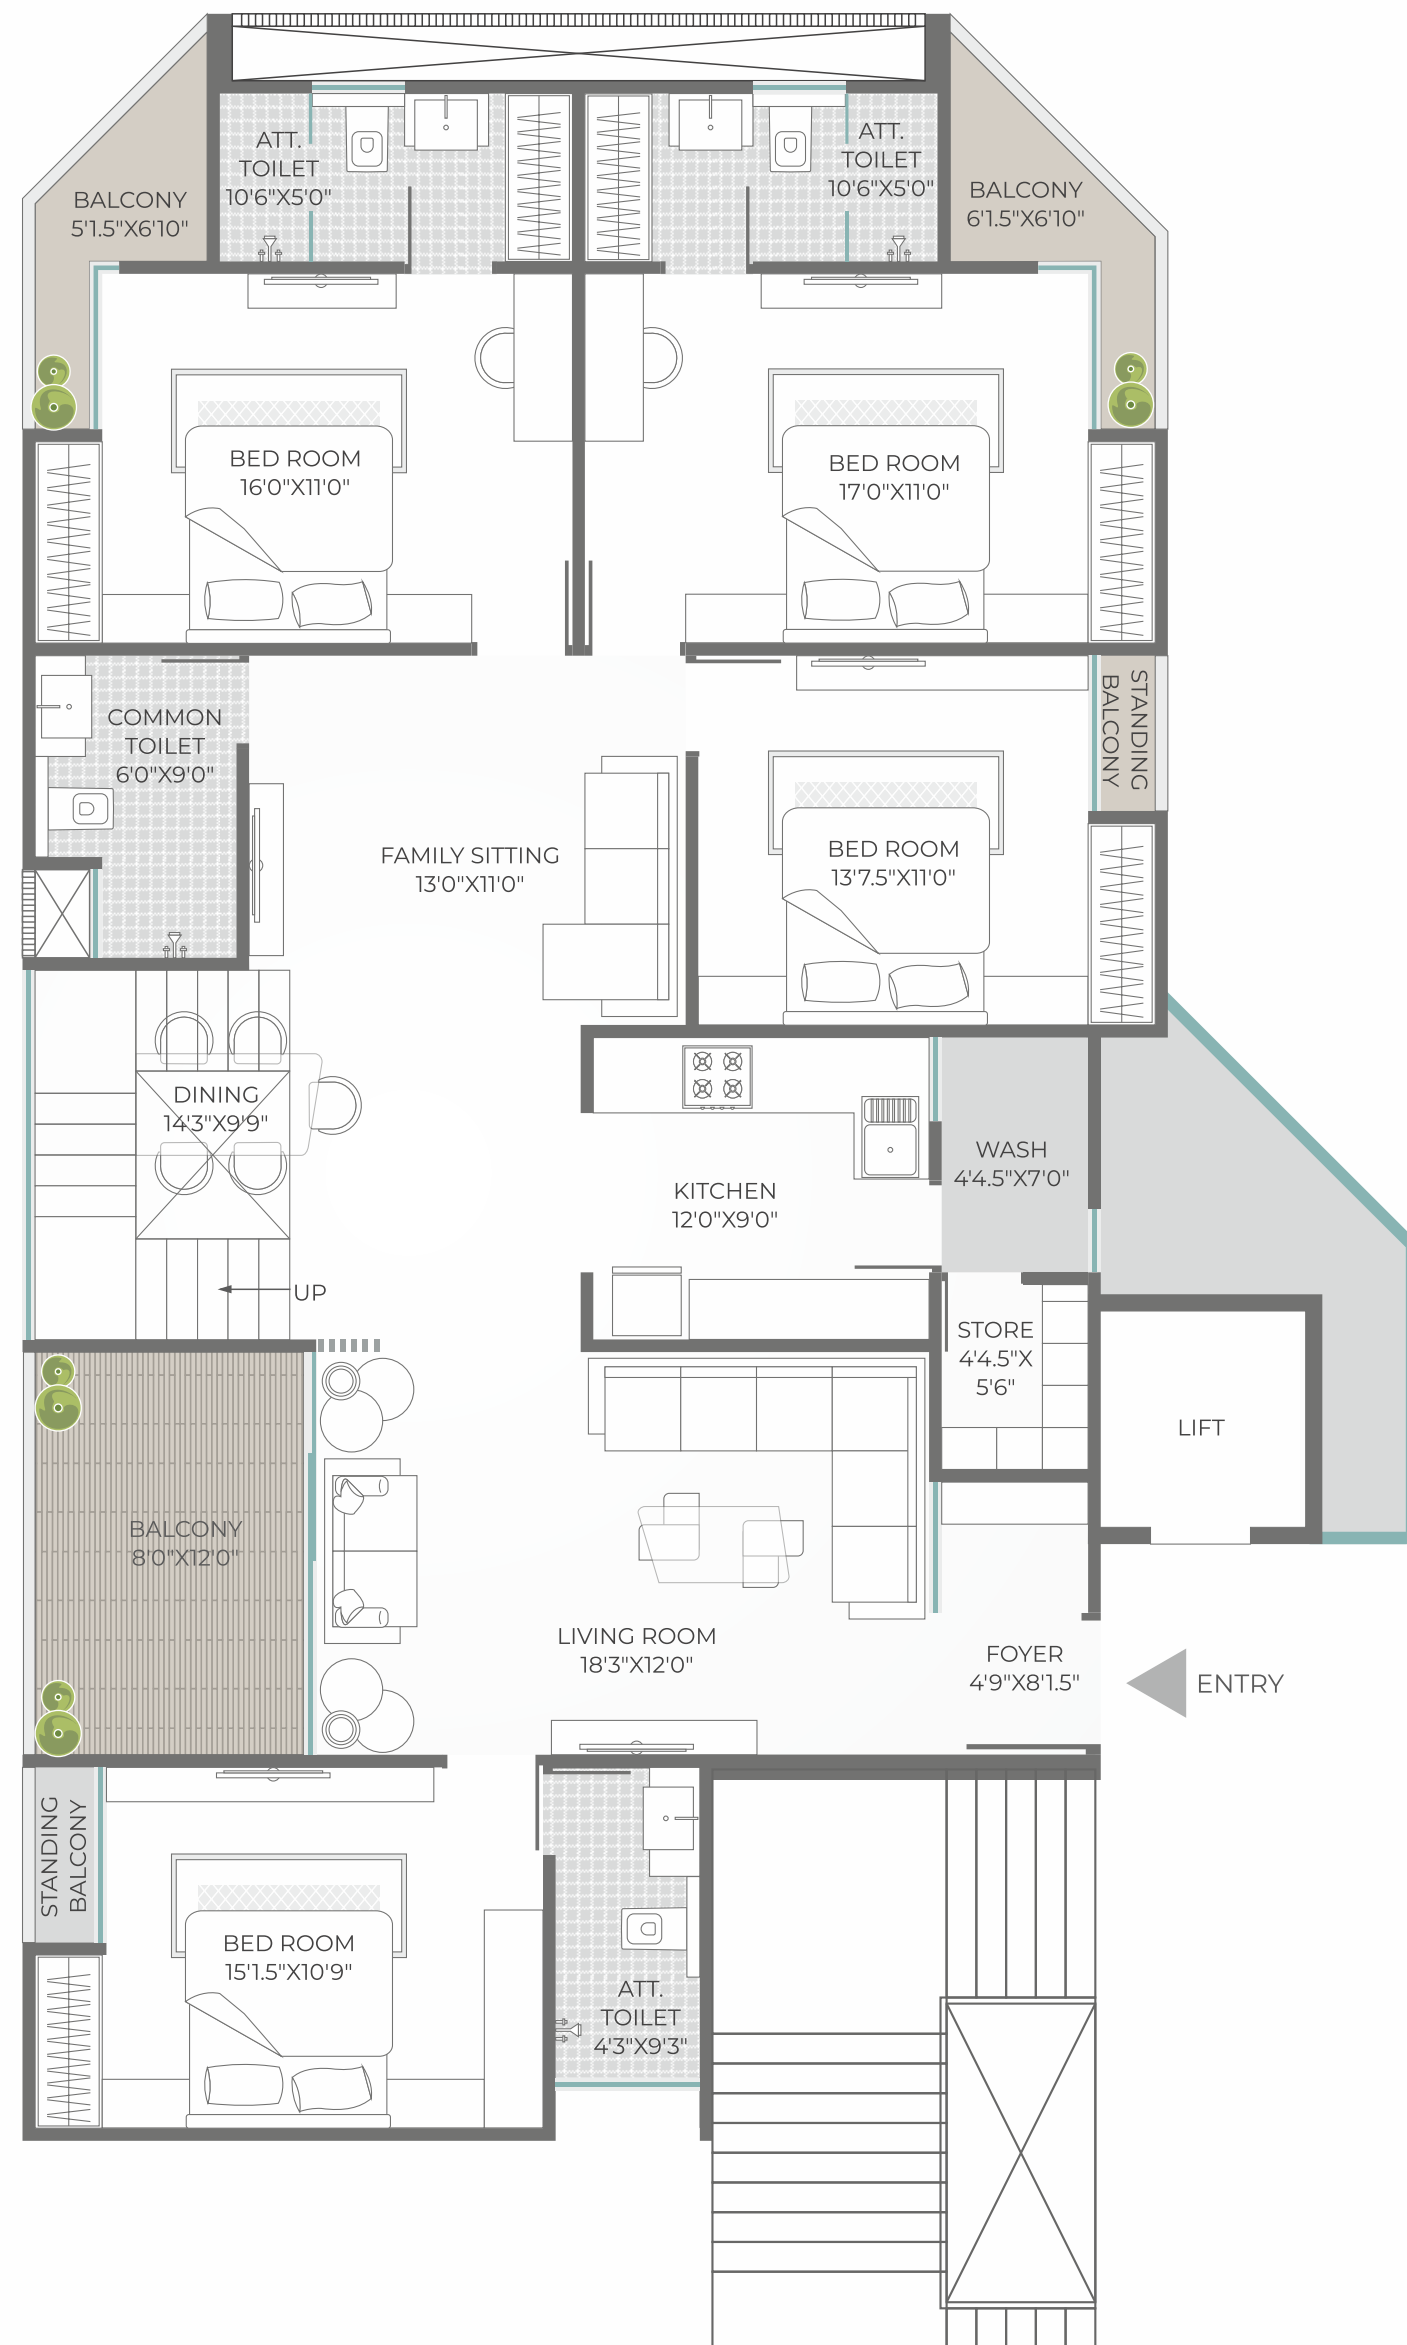 ATT.
TOILET
10'6"X5'0"
ATT.
TOILET
10'6"X5'0"
BALCONY
5'1.5"X6'10"
BALCONY
6'1.5"X6'10"
BED ROOM
16'0"X11'0"
BED ROOM
17'0"X11'0"
STANDING
BALCONY
COMMON
TOILET
6'0"X9'0"
FAMILY SITTING
13'0"X11'0"
BED ROOM
13'7.5"X11'0"
DINING
14'3"X9'9"
WASH
4'4.5"X7'0"
KITCHEN
12'0"X9'0"
UP
STORE
4'4.5"X
5'6"
LIFT
BALCONY
8'0"X12'0"
LIVING ROOM
18'3"X12'0"
FOYER
4'9"X8'1.5"
ENTRY
STANDING
BALCONY
BED ROOM
15'1.5"X10'9"
ATT.
TOILET
4'3"X9'3"